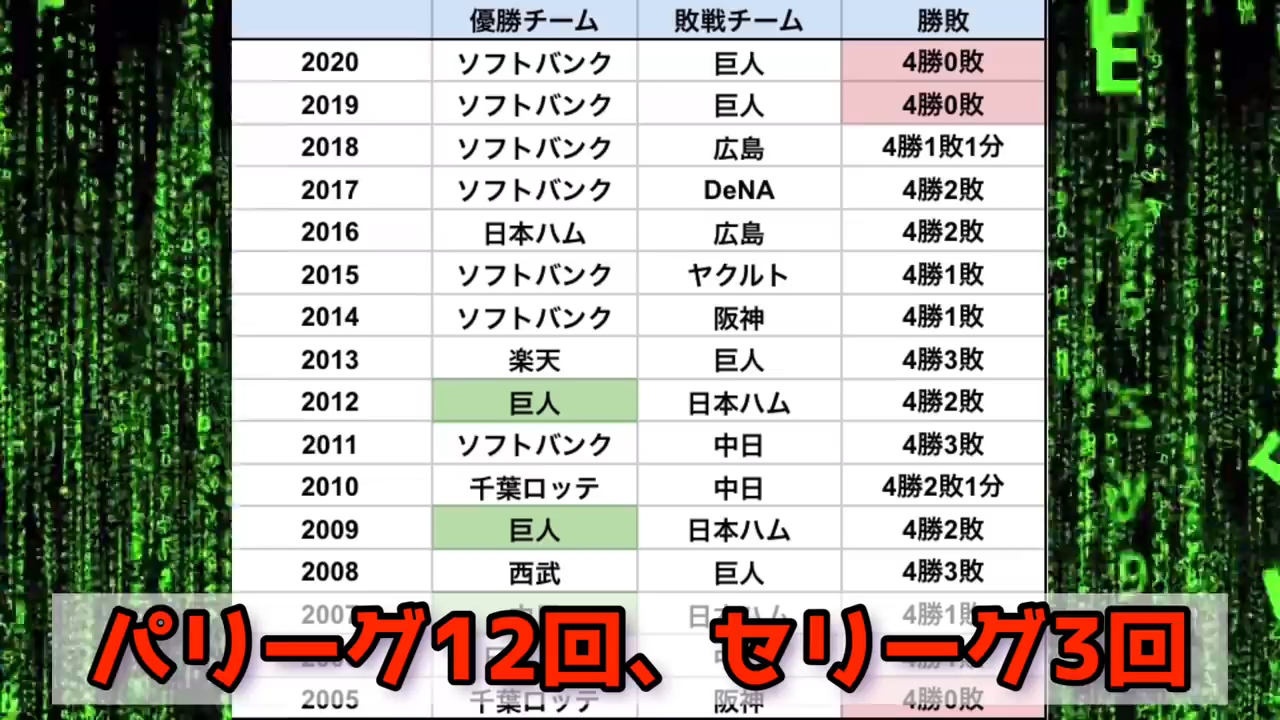 優勝チーム 敗戦チーム 勝敗
2020 ソフトバンク 巨人 4勝0敗
2019 ソフトバンク 巨人 4勝0敗
2018 ソフトバンク 広島 4勝1敗1分
2017 ソフトバンク DeNA 4勝2敗
2016 日本ハム 広島 4勝2敗
2015 ソフトバンク ヤクルト 4勝1敗
2014 ソフトバンク 阪神 4勝1敗
2013 楽天 巨人 4勝3敗
2012 巨人 日本ハム 4勝2敗
2011 ソフトバンク 中日 4勝3敗
2010 千葉ロッテ 中日 4勝2敗1分
2009 巨人 日本ハム 4勝2敗
2008 西武 巨人 4勝3敗
2007 日本ハム 4勝1敗
パリーグ12回、セリーグ3回
2005 千葉ロッテ 阪神 4勝0敗